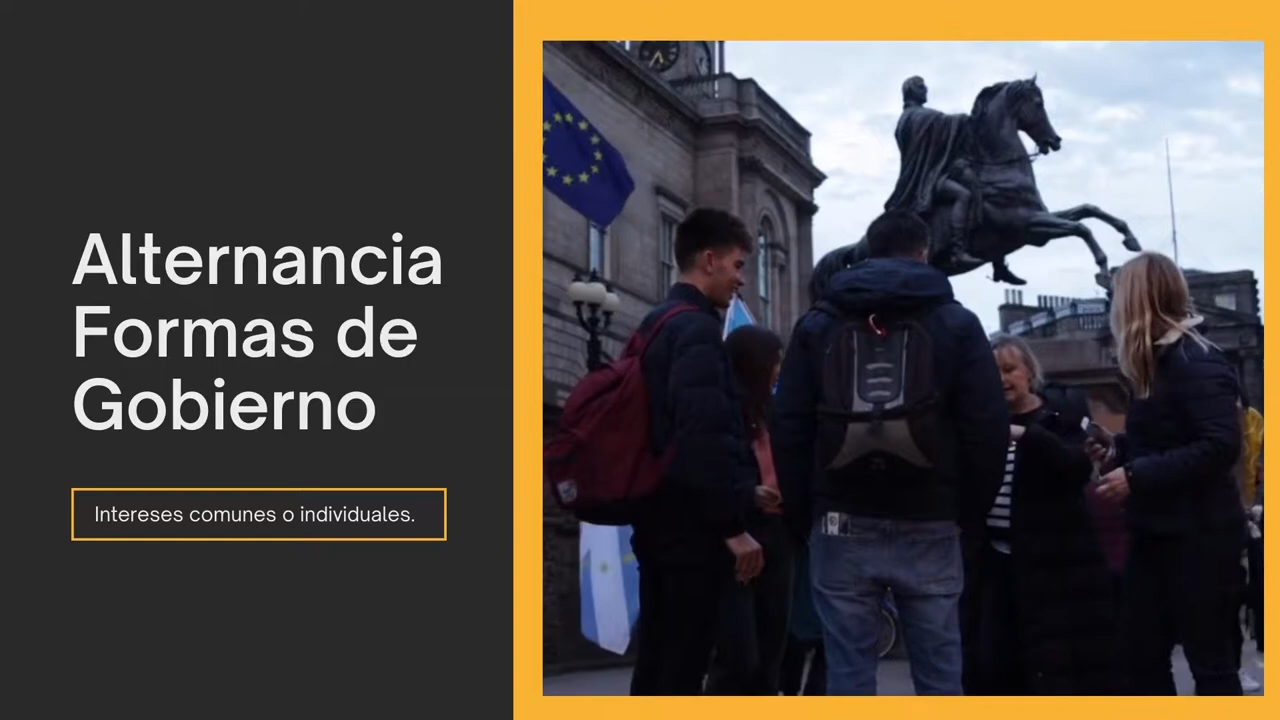 Alternancia
Formas de
Gobierno
Intereses comunes o individuales.